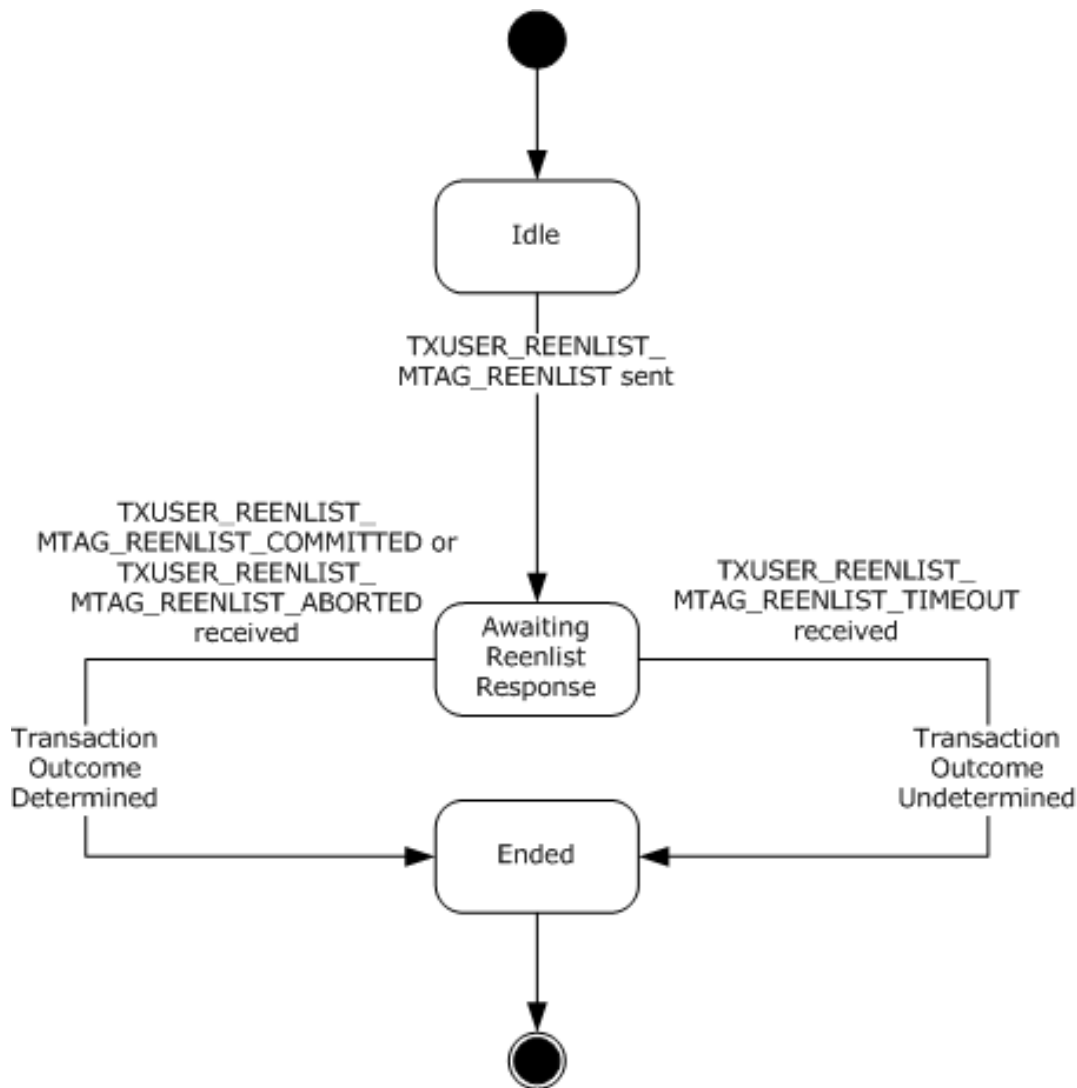 Idle
TXUSER_REENLIST_
MTAG_REENLIST sent
TXUSER_REENLIST_
MTAG_REENLIST_COMMITTED or
TXUSER_REENLIST_
MTAG_REENLIST_ABORTED
received
TXUSER_REENLIST_
MTAG_REENLIST_TIMEOUT
received
Awaiting
Reenlist
Response
Transaction
Outcome
Determined
Transaction
Outcome
Undetermined
Ended